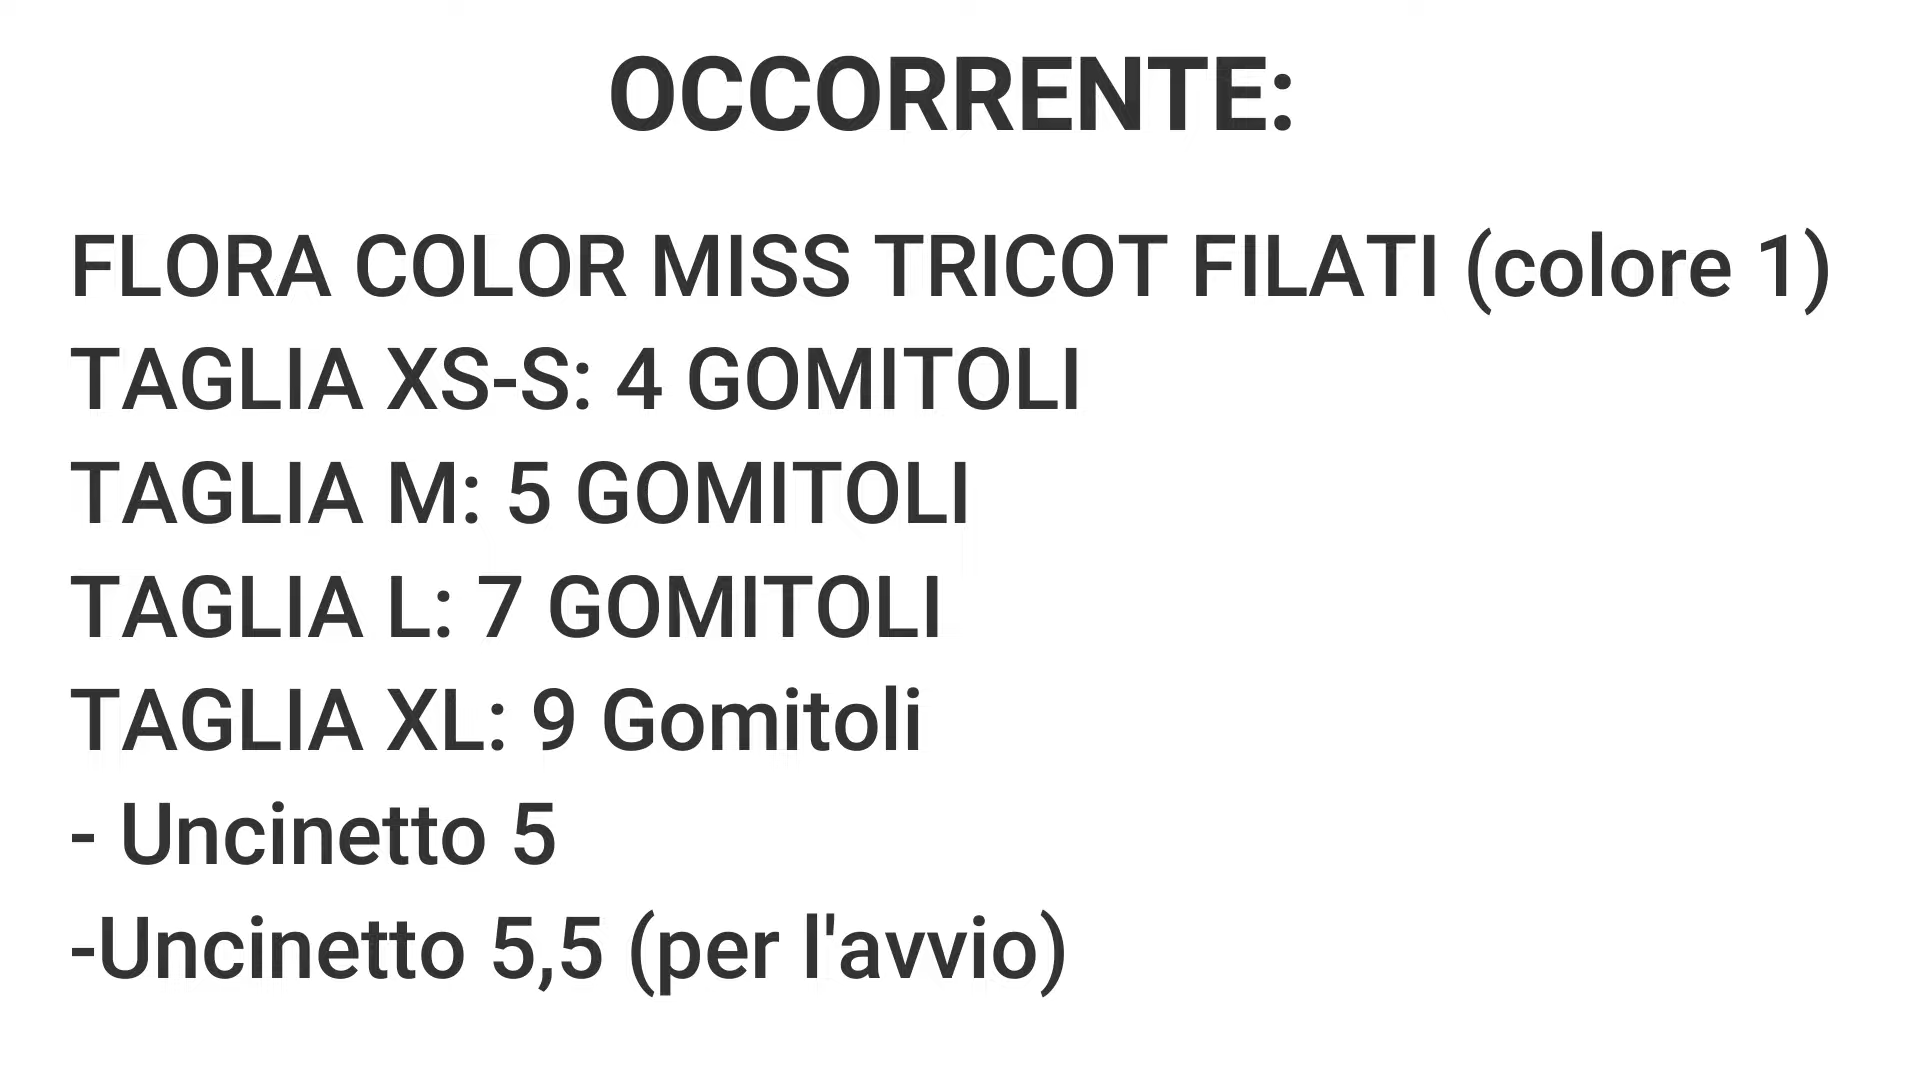 OCCORRENTE:
FLORA COLOR MISS TRICOT FILATI (colore 1)
TAGLIA XS-S: 4 GOMITOLI
TAGLIA M: 5 GOMITOLI
TAGLIA L: 7 GOMITOLI
TAGLIA XL: 9 Gomitoli
- Uncinetto 5
-Uncinetto 5,5 (per l'avvio)